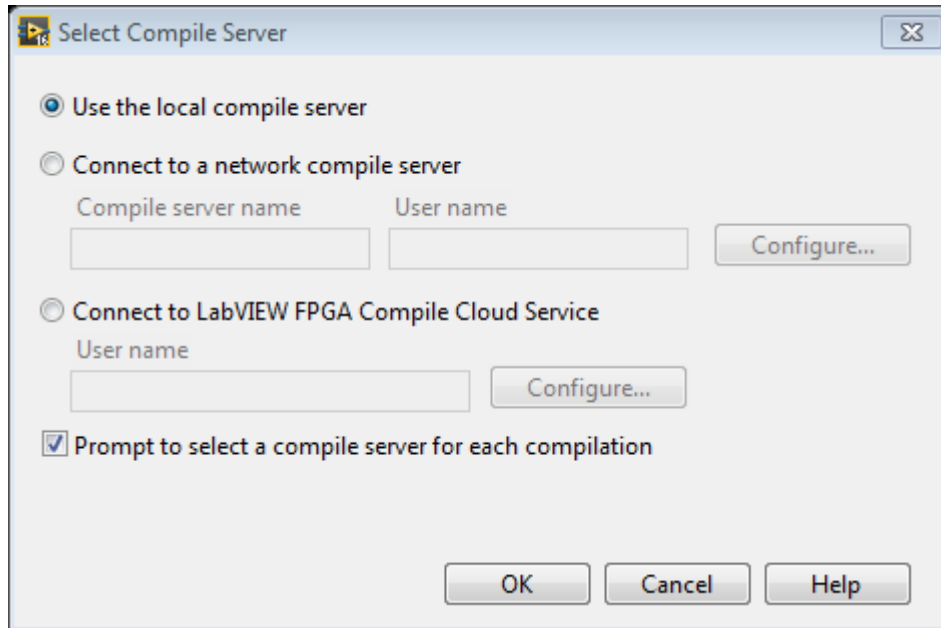 Select Compile Server
Use the local compile server
Connect to a network compile server
Compile server name User name
Configure...
Connect to LabVIEW FPGA Compile Cloud Service
User name
Configure...
Prompt to select a compile server for each compilation
OK Cancel Help